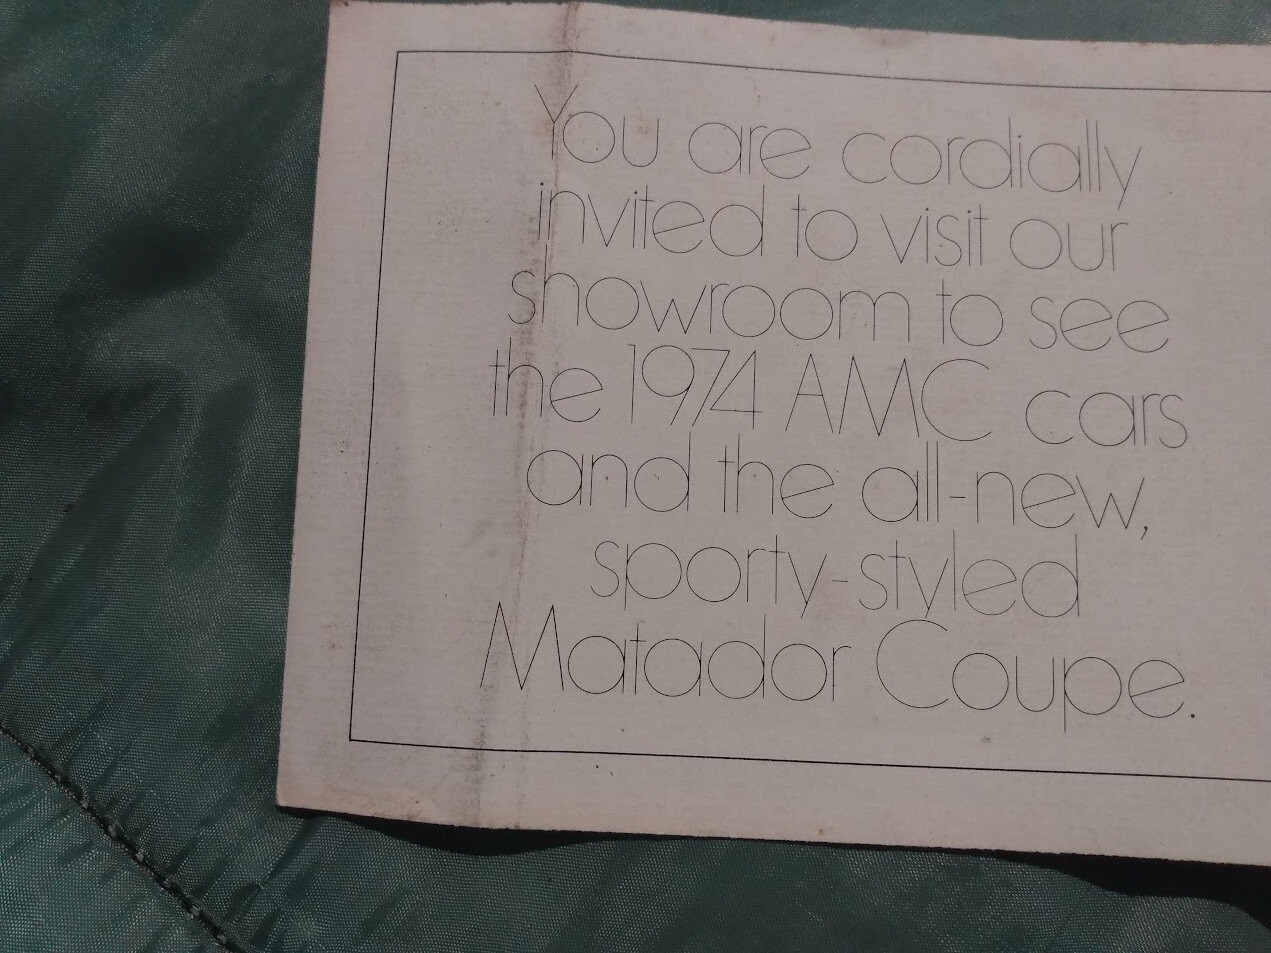 You are cordially
invited to visit our
showroom to see
the 1974 AMC cars
and the all-new,
sporty-styled
Matador Coupe.